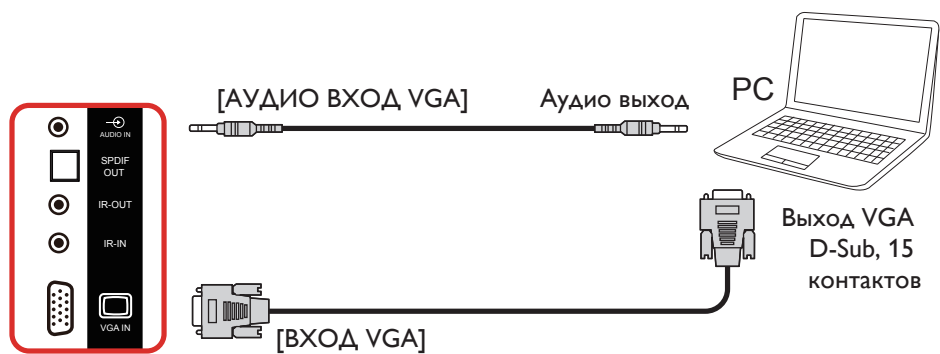 [АУДИО ВХОД VGA]
Аудио выход
PC
AUDIO IN
SPDIF
OUT
IR-OUT
IR-IN
VGA IN
Выход VGA
D-Sub, 15
контактов
[ВХОД VGA]